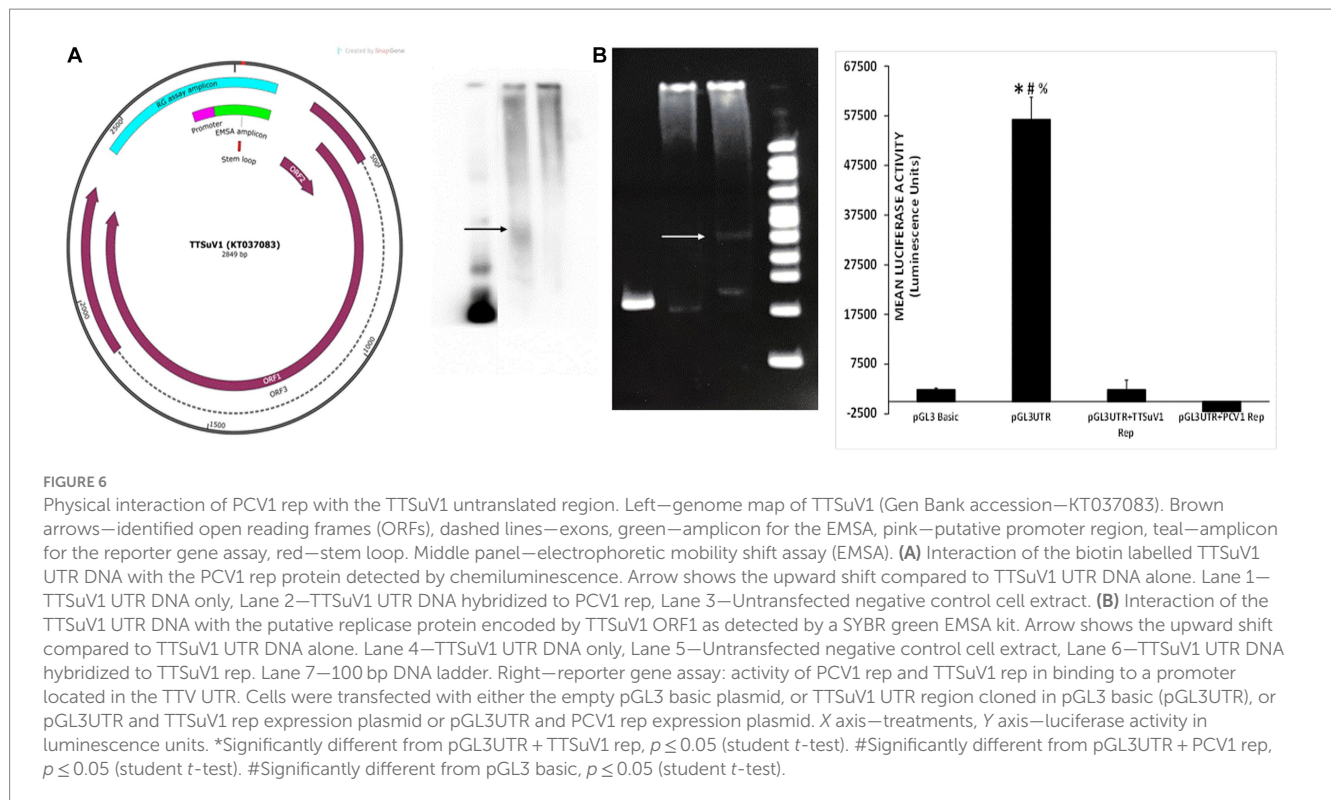 A
Created by SnapGene
RG assay amplicon
Promoter
EMSA amplicon
Stem loop
ORF2
2500
500
TTSuV1 (KT037083)
2849 bp
2000
1000
ORF1
ORF3
1500
B
MEAN LUCIFERASE ACTIVITY
(Luminescence Units)
67500
57500
47500
37500
27500
17500
7500
-2500
* # %
pGL3 Basic
pGL3UTR
pGL3UTR+TTSuV1
Rep
pGL3UTR+PCV1 Rep
FIGURE 6
Physical interaction of PCV1 rep with the TTSuV1 untranslated region. Left—genome map of TTSuV1 (Gen Bank accession—KT037083). Brown
arrows—identified open reading frames (ORFs), dashed lines—exons, green—amplicon for the EMSA, pink—putative promoter region, teal—amplicon
for the reporter gene assay, red—stem loop. Middle panel—electrophoretic mobility shift assay (EMSA). (A) Interaction of the biotin labelled TTSuV1
UTR DNA with the PCV1 rep protein detected by chemiluminescence. Arrow shows the upward shift compared to TTSuV1 UTR DNA alone. Lane 1—
TTSuV1 UTR DNA only, Lane 2—TTSuV1 UTR DNA hybridized to PCV1 rep, Lane 3—Untransfected negative control cell extract. (B) Interaction of the
TTSuV1 UTR DNA with the putative replicase protein encoded by TTSuV1 ORF1 as detected by a SYBR green EMSA kit. Arrow shows the upward shift
compared to TTSuV1 UTR DNA alone. Lane 4—TTSuV1 UTR DNA only, Lane 5—Untransfected negative control cell extract, Lane 6—TTSuV1 UTR DNA
hybridized to TTSuV1 rep. Lane 7—100 bp DNA ladder. Right—reporter gene assay: activity of PCV1 rep and TTSuV1 rep in binding to a promoter
located in the TTV UTR. Cells were transfected with either the empty pGL3 basic plasmid, or TTSuV1 UTR region cloned in pGL3 basic (pGL3UTR), or
pGL3UTR and TTSuV1 rep expression plasmid or pGL3UTR and PCV1 rep expression plasmid. X axis—treatments, Y axis—luciferase activity in
luminescence units. *Significantly different from pGL3UTR + TTSuV1 rep, p ≤ 0.05 (student t-test). #Significantly different from pGL3UTR + PCV1 rep,
p ≤ 0.05 (student t-test). #Significantly different from pGL3 basic, p ≤ 0.05 (student t-test).